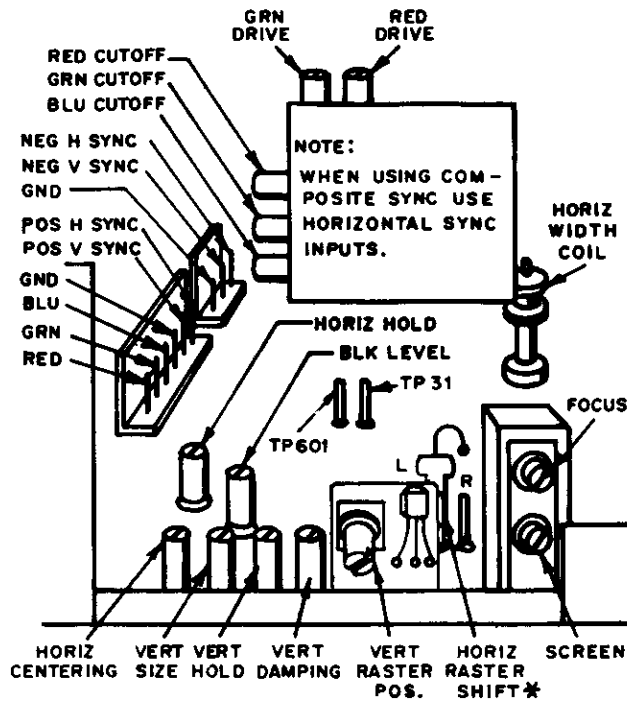 GRN
DRIVE
RED
DRIVE
RED CUTOFF
GRN CUTOFF
BLU CUTOFF
NEG H SYNC
NEG V SYNC
GND
POS H SYNC
POS V SYNC
GND
BLU
GRN
RED
NOTE:
WHEN USING COM-
POSITE SYNC USE
HORIZONTAL SYNC
INPUTS.
HORIZ
WIDTH
COIL
HORIZ HOLD
BLK LEVEL
TP 31
TP601
FOCUS
L
R
HORIZ
CENTERING
VERT
SIZE
VERT
HOLD
VERT
DAMPING
VERT
RASTER
POS.
HORIZ
RASTER
SHIFT*
SCREEN